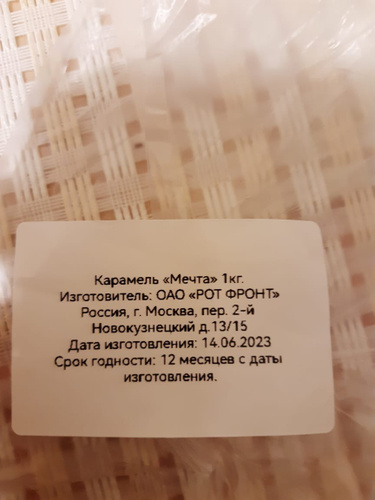 Карамель «Мечта» 1кг.
Изготовитель: ОАО «РОТ ФРОНТ»
Россия, г. Москва, пер. 2-й
Новокузнецкий д.13/15
Дата изготовления: 14.06.2023
Срок годности: 12 месяцев с даты
изготовления.